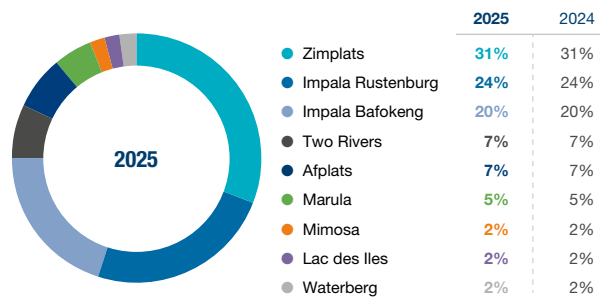 2025 2024
Zimplats 31% 31%
Impala Rustenburg 24% 24%
Impala Bafokeng 20% 20%
Two Rivers 7% 7%
2025
Afplats 7% 7%
Marula 5% 5%
Mimosa 2% 2%
Lac des Iles 2% 2%
Waterberg 2% 2%